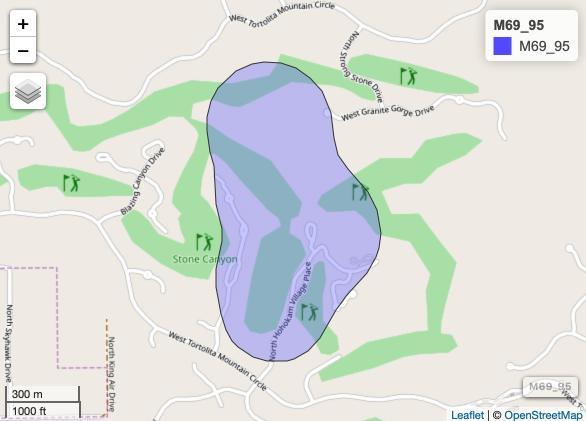 +
−
West Tortolita Mountain Circle
North Strong Stone Drive
M69_95
M69_95
West Granite Gorge Drive
Blazing Canyon Drive
Stone Canyon
North Hohokam Village Place
North Skyhawk Drive
North King Air Drive
West Tortolita Mountain Circle
300 m
1000 ft
M69_95
West T
Leaflet | © OpenStreetMap